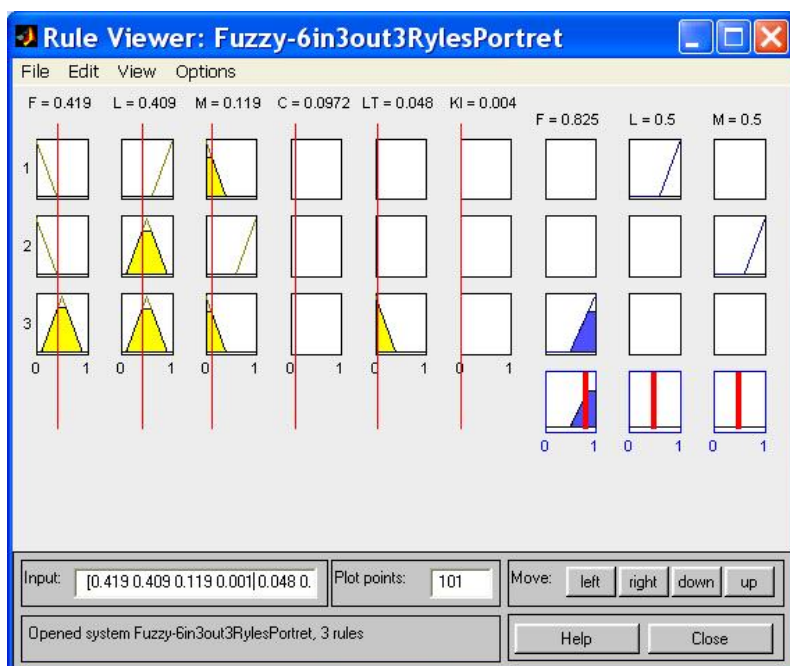 Rule Viewer: Fuzzy-6in3out3RylesPortret
File Edit View Options
F = 0.419 L = 0.409 M = 0.119 C = 0.0972 LT = 0.048 KI = 0.004
F = 0.825 L = 0.5 M = 0.5
1
2
3
0 1 0 1 0 1 0 1 0 1 0 1
0 1 0 1 0 1
Input: [0.419 0.409 0.119 0.001 0.048 0. Plot points: 101 Move: left right down up
Opened system Fuzzy-6in3out3RylesPortret, 3 rules Help Close